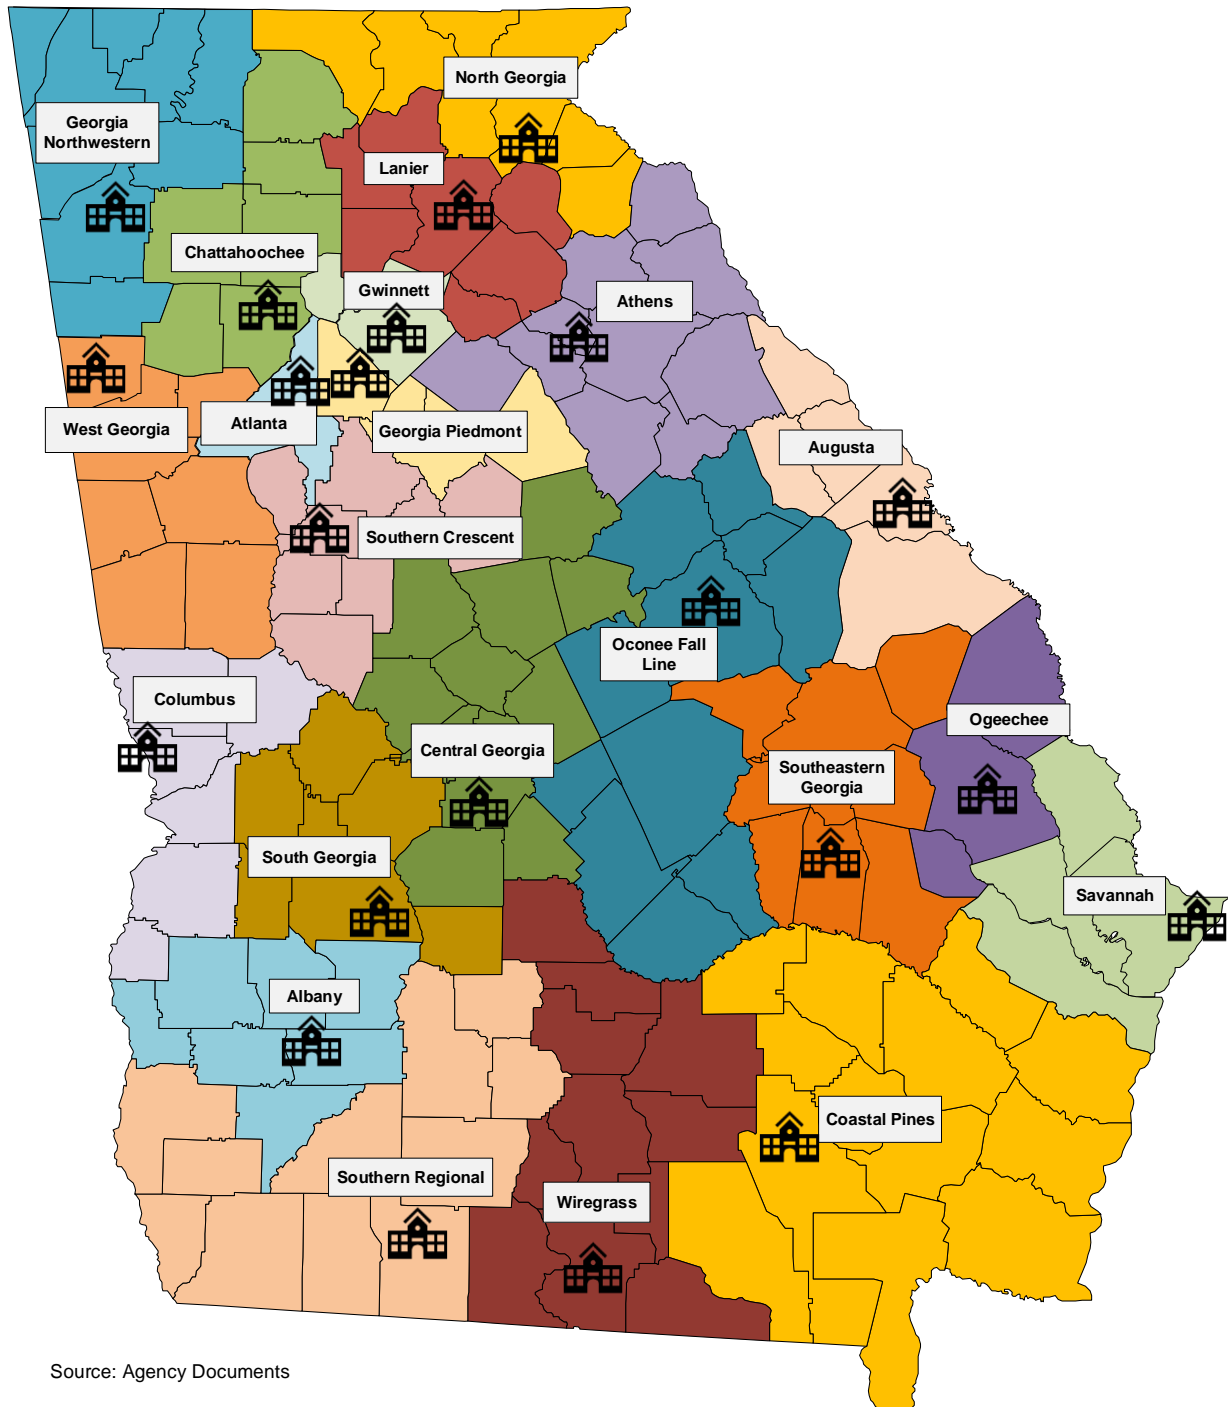 North Georgia
Georgia
Northwestern
Lanier
Chattahoochee
Gwinnett
Athens
West Georgia
Atlanta
Georgia Piedmont
Augusta
Southern Crescent
Oconee Fall
Line
Columbus
Ogeechee
Central Georgia
Southeastern
Georgia
South Georgia
Savannah
Albany
Coastal Pines
Southern Regional
Wiregrass
Source: Agency Documents